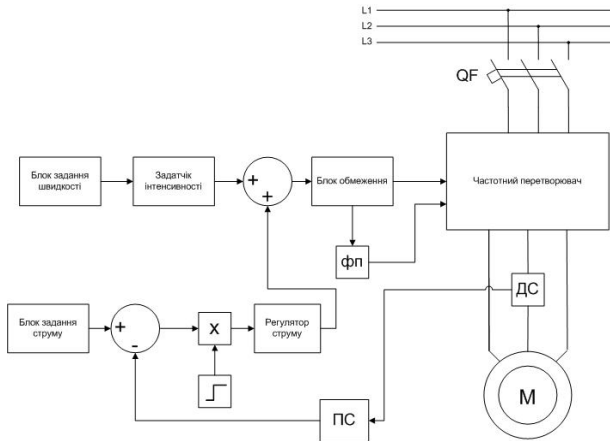 L1
L2
L3
QF
Блок задання
швидкості
Задатчік
інтенсивності
+
+
Блок обмеження
Частотний перетворювач
фп
ДС
Блок задання
струму
+
-
X
Регулятор
струму
ПС
М